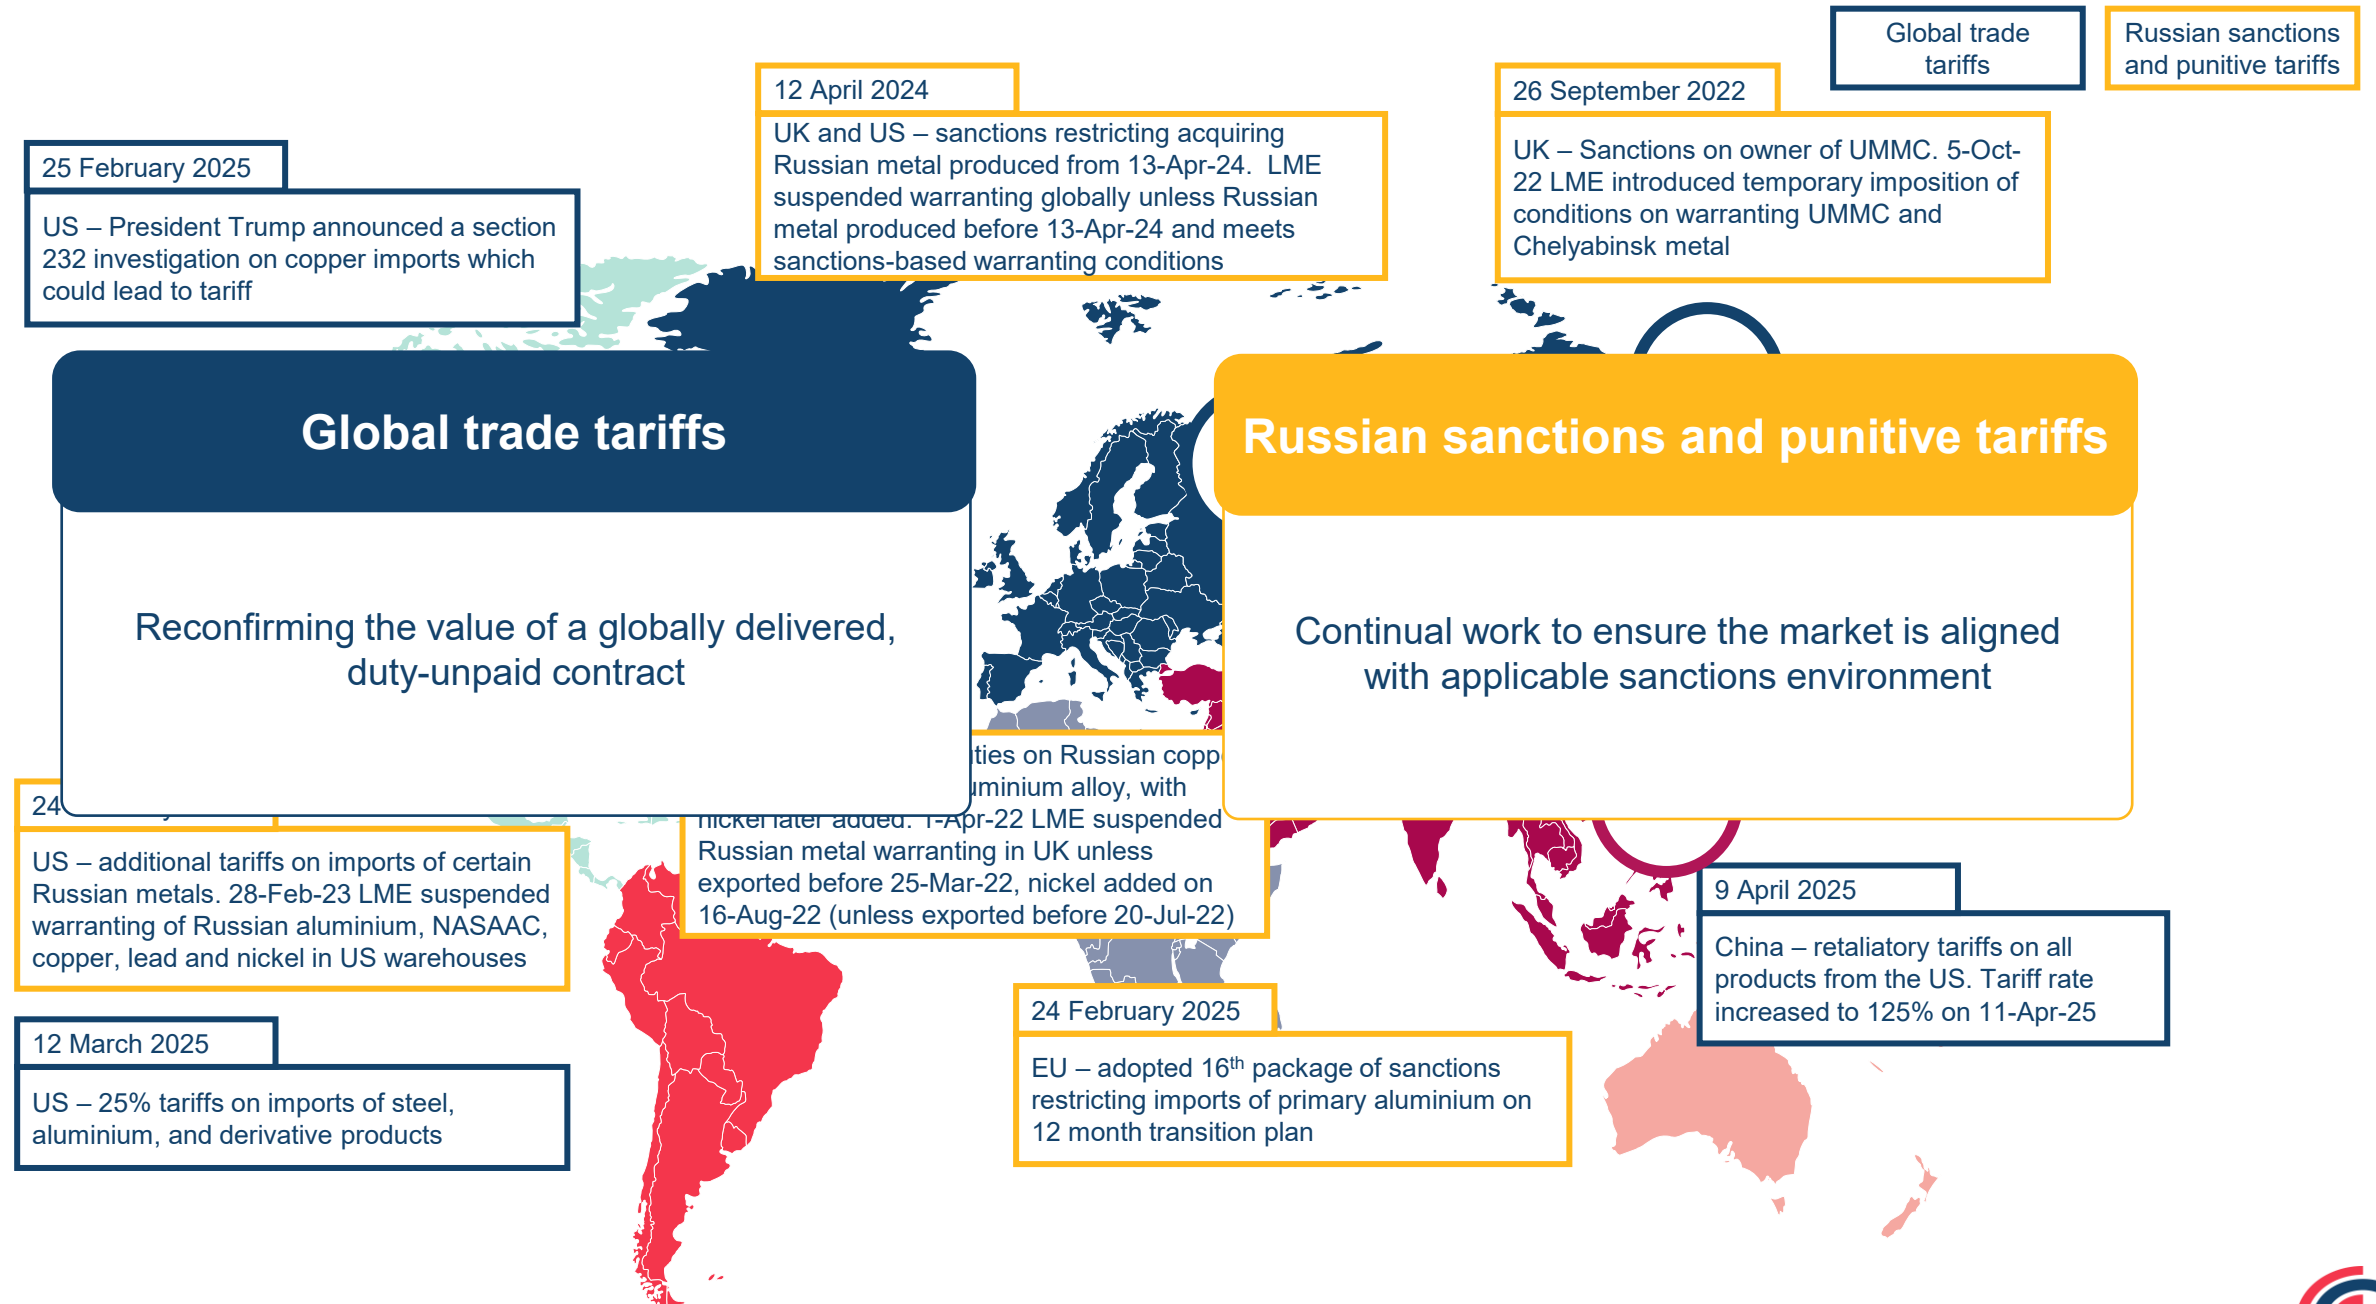 Global trade
tariffs
Russian sanctions
and punitive tariffs
12 April 2024
UK and US – sanctions restricting acquiring
Russian metal produced from 13-Apr-24.  LME
suspended warranting globally unless Russian
metal produced before 13-Apr-24 and meets
sanctions-based warranting conditions
26 September 2022
UK – Sanctions on owner of UMMC. 5-Oct-
22 LME introduced temporary imposition of
conditions on warranting UMMC and
Chelyabinsk metal
25 February 2025
US – President Trump announced a section
232 investigation on copper imports which
could lead to tariff
Global trade tariffs
Reconfirming the value of a globally delivered,
duty-unpaid contract
Russian sanctions and punitive tariffs
Continual work to ensure the market is aligned
with applicable sanctions environment
on Russian
alloy, with
nickel later added. 1-Apr-22 LME suspended
Russian metal warranting in UK unless
exported before 25-Mar-22, nickel added on
16-Aug-22 (unless exported before 20-Jul-22)
24
US – additional tariffs on imports of certain
Russian metals. 28-Feb-23 LME suspended
warranting of Russian aluminium, NASAAC,
copper, lead and nickel in US warehouses
12 March 2025
US – 25% tariffs on imports of steel,
aluminium, and derivative products
24 February 2025
EU – adopted 16th package of sanctions
restricting imports of primary aluminium on
12 month transition plan
9 April 2025
China – retaliatory tariffs on all
products from the US. Tariff rate
increased to 125% on 11-Apr-25